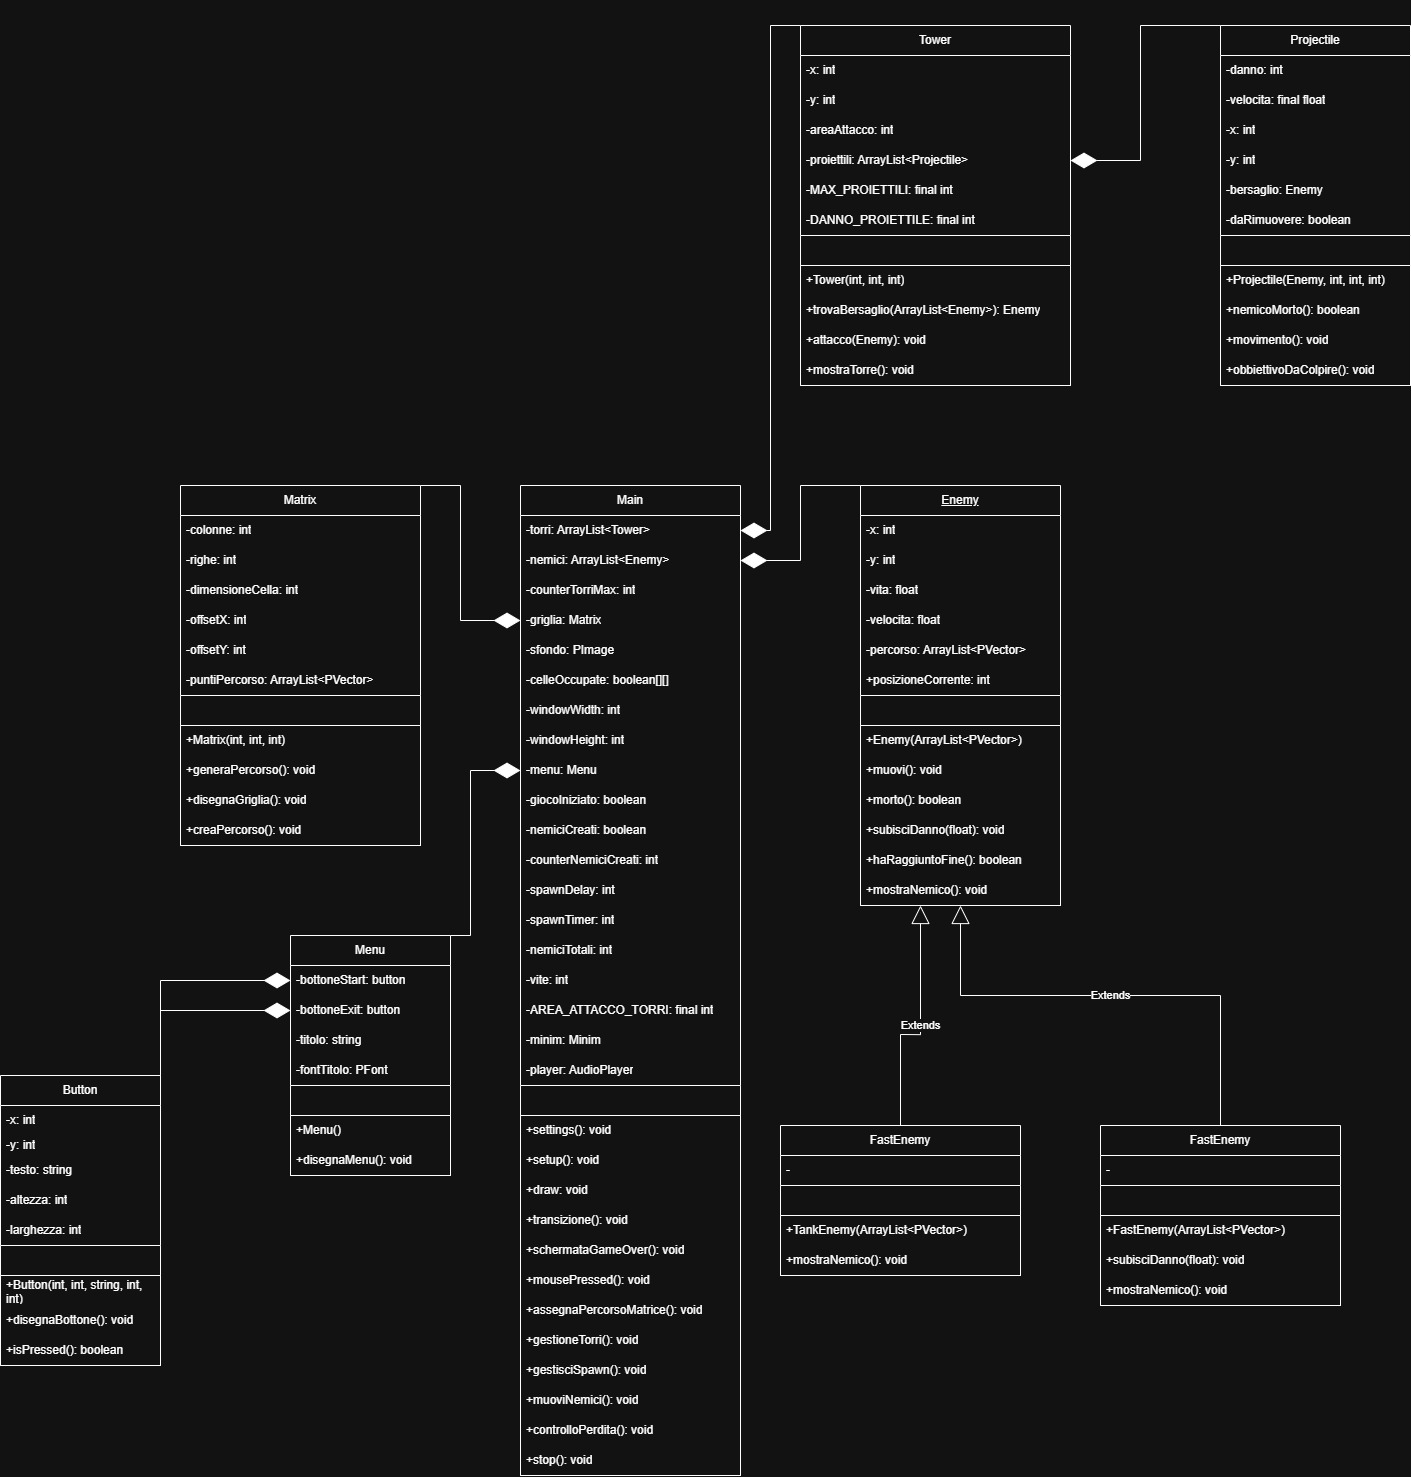 Tower
-x: int
-y: int
-areaAttacco: int
-proiettili: ArrayList<Projectile>
-MAX_PROIETTILI: final int
-DANNO_PROIETTILE: final int
+Tower(int, int, int)
+trovaBersaglio(ArrayList<Enemy>): Enemy
+attacco(Enemy): void
+mostraTorre(): void
Projectile
-danno: int
-velocita: final float
-x: int
-y: int
-bersaglio: Enemy
-daRimuovere: boolean
+Projectile(Enemy, int, int, int)
+nemicoMorto(): boolean
+movimento(): void
+obbiettivoDaColpire(): void
Matrix
-colonne: int
-righe: int
-dimensioneCella: int
-offsetX: int
-offsetY: int
-puntiPercorso: ArrayList<PVector>
+Matrix(int, int, int)
+generaPercorso(): void
+disegnaGriglia(): void
+creaPercorso(): void
Main
-torri: ArrayList<Tower>
-nemici: ArrayList<Enemy>
-counterTorriMax: int
-griglia: Matrix
-sfondo: PImage
-celleOccupate: boolean[][]
-windowWidth: int
-windowHeight: int
-menu: Menu
-giocoIniziato: boolean
-nemiciCreati: boolean
-counterNemiciCreati: int
-spawnDelay: int
-spawnTimer: int
-nemiciTotali: int
-vite: int
-AREA_ATTACCO_TORRI: final int
-minim: Minim
-player: AudioPlayer
+settings(): void
+setup(): void
+draw: void
+transizione(): void
+schermataGameOver(): void
+mousePressed(): void
+assegnaPercorsoMatrice(): void
+gestioneTorri(): void
+gestisciSpawn(): void
+muoviNemici(): void
+controlloPerdita(): void
+stop(): void
Enemy
-x: int
-y: int
-vita: float
-velocita: float
-percorso: ArrayList<PVector>
+posizioneCorrente: int
+Enemy(ArrayList<PVector>)
+muovi(): void
+morto(): boolean
+subisciDanno(float): void
+haRaggiuntoFine(): boolean
+mostraNemico(): void
Menu
-bottoneStart: button
-bottoneExit: button
-titolo: string
-fontTitolo: PFont
+Menu()
+disegnaMenu(): void
Button
-x: int
-y: int
-testo: string
-altezza: int
-larghezza: int
+Button(int, int, string, int,
int)
+disegnaBottone(): void
+isPressed(): boolean
Extends
Extends
FastEnemy
-
+TankEnemy(ArrayList<PVector>)
+mostraNemico(): void
FastEnemy
-
+FastEnemy(ArrayList<PVector>)
+subisciDanno(float): void
+mostraNemico(): void